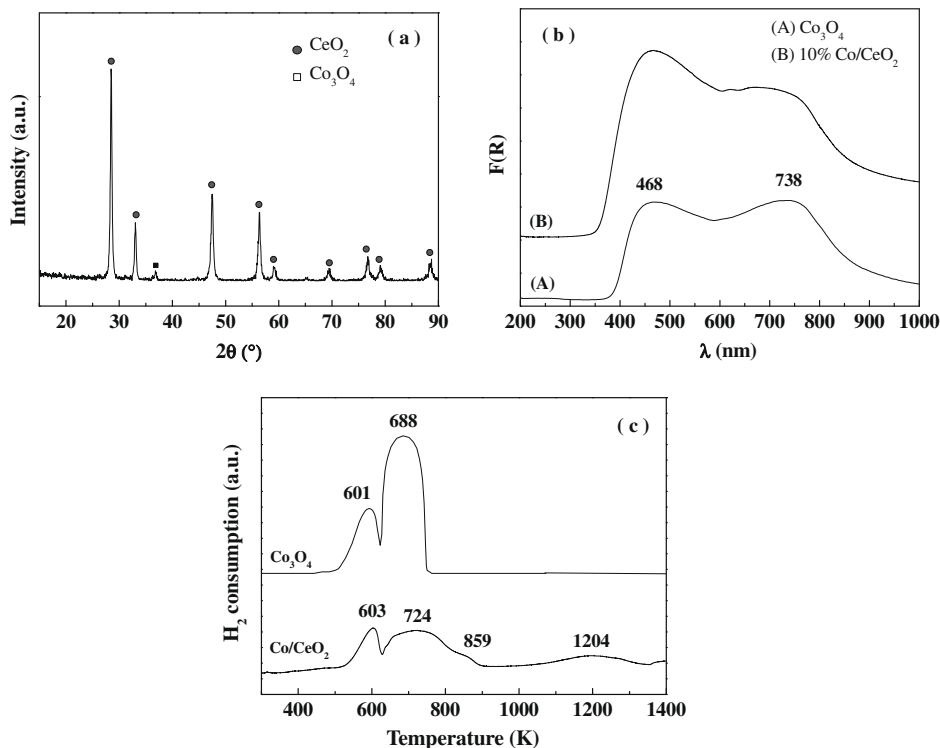 ( a )
CeO₂
Co₃O₄
Intensity (a.u.)
20 30 40 50 60 70 80 90
2θ (°)
( b )
(A) Co₃O₄
(B) 10% Co/CeO₂
F(R)
468
738
(B)
(A)
200 300 400 500 600 700 800 900 1000
λ (nm)
( c )
H₂ consumption (a.u.)
688
601
Co₃O₄
603
724
859
1204
Co/CeO₂
400 600 800 1000 1200 1400
Temperature (K)